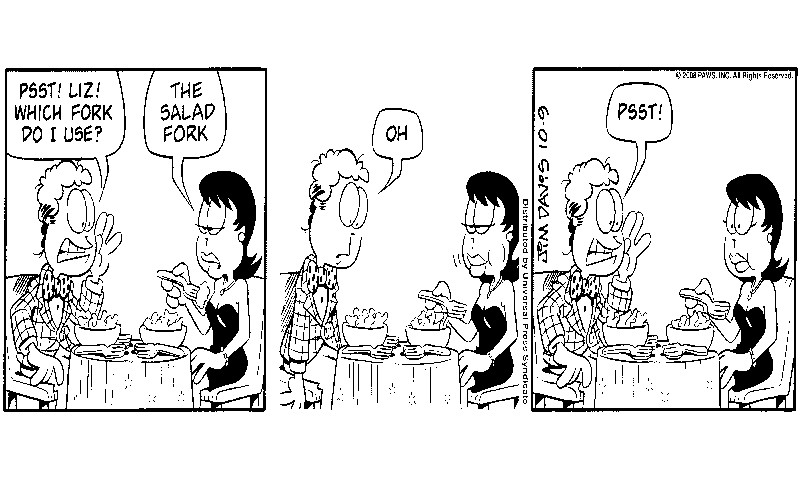 PSST! LIZ!
WHICH FORK
DO I USE?
THE
SALAD
FORK
OH
© 2008 PAWS, INC. All Rights Reserved.
PSST!
JIM DAVIS 10-9
Distributed by Universal Press Syndicate